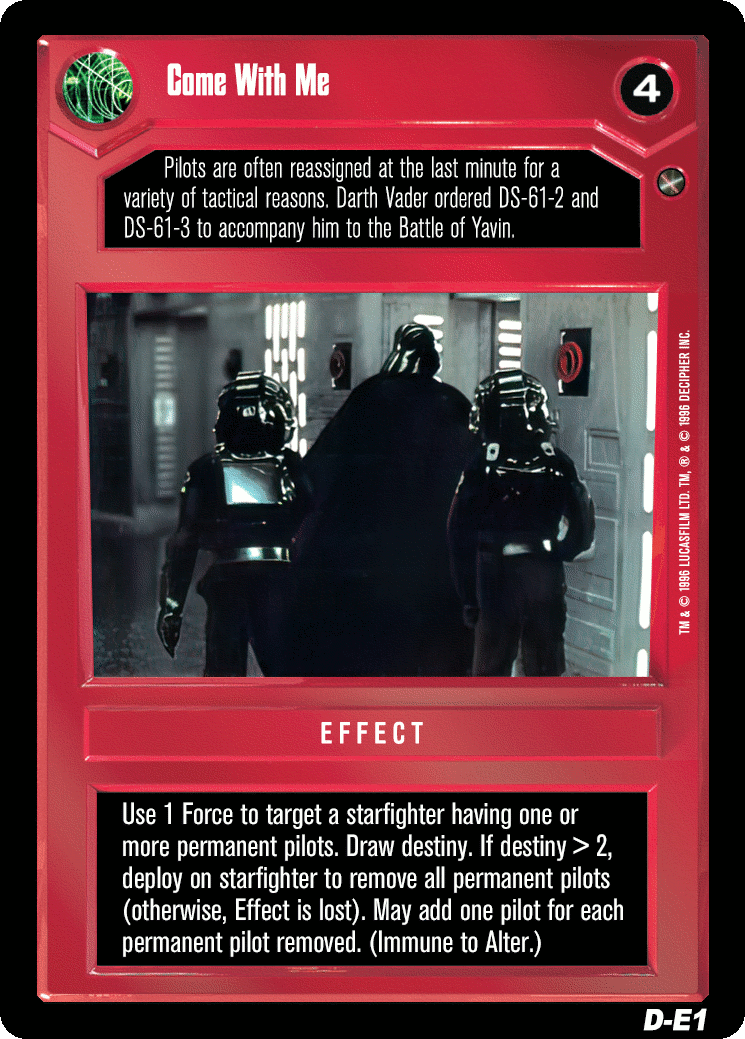 Come With Me
4
Pilots are often reassigned at the last minute for a
variety of tactical reasons. Darth Vader ordered DS-61-2 and
DS-61-3 to accompany him to the Battle of Yavin.
TM & © 1996 LUCASFILM LTD. TM, ® & © 1996 DECIPHER INC.
EFFECT
Use 1 Force to target a starfighter having one or
more permanent pilots. Draw destiny. If destiny > 2,
deploy on starfighter to remove all permanent pilots
(otherwise, Effect is lost). May add one pilot for each
permanent pilot removed. (Immune to Alter.)
D-E1